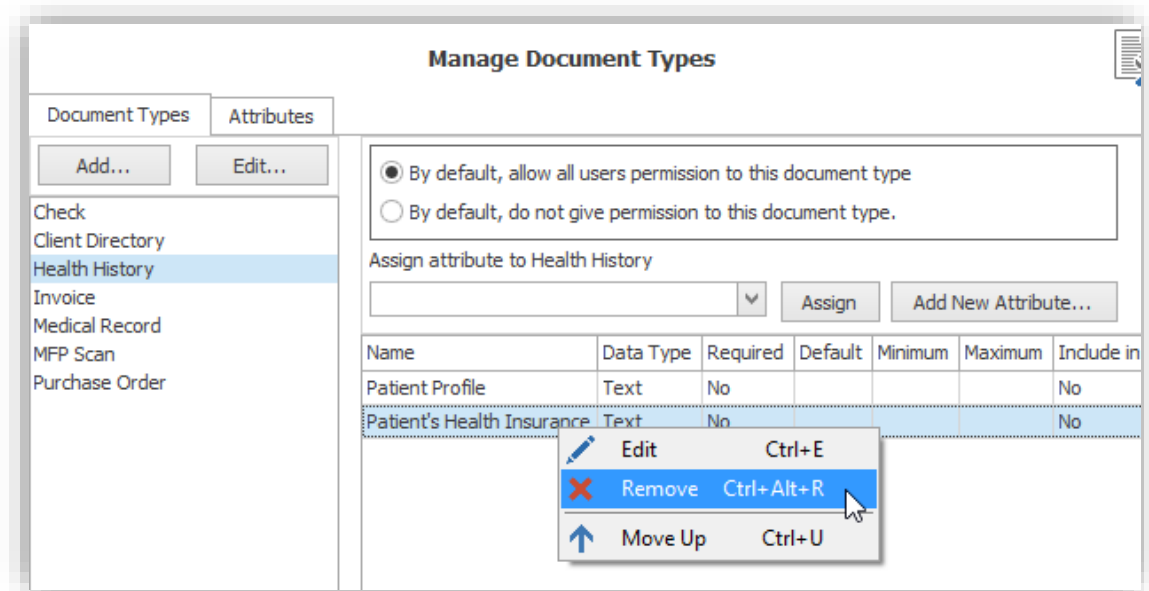 Manage Document Types
Document Types Attributes
Add... Edit...
Check
Client Directory
Health History
Invoice
Medical Record
MFP Scan
Purchase Order
By default, allow all users permission to this document type
By default, do not give permission to this document type.
Assign attribute to Health History
Assign Add New Attribute...
Name Data Type Required Default Minimum Maximum Include in
Patient Profile Text No No
Patient's Health Insurance Text No No
Edit Ctrl+E
Remove Ctrl+Alt+R
Move Up Ctrl+U